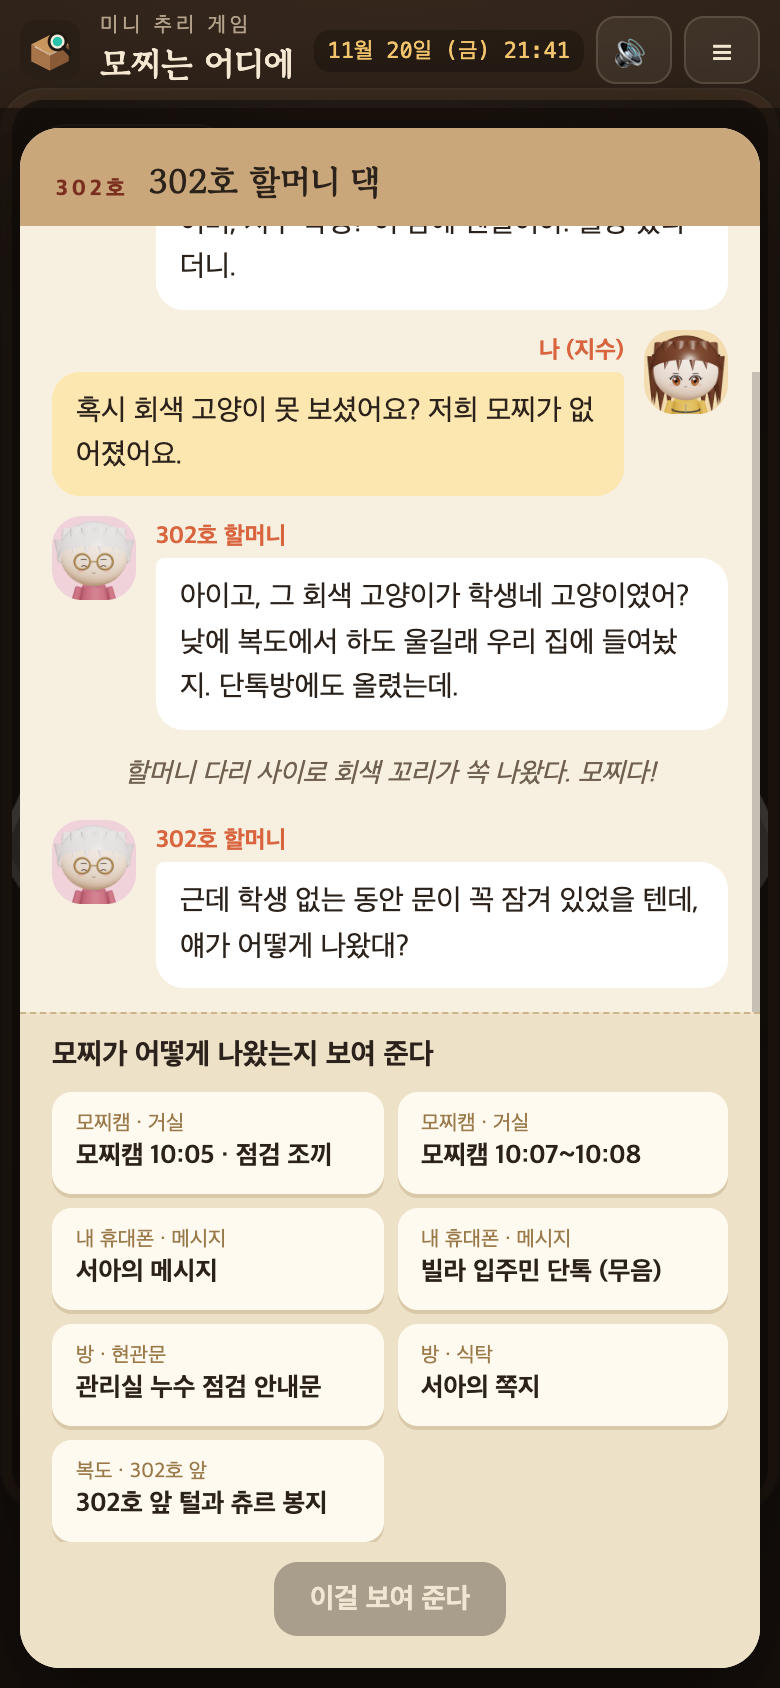 미니 추리 게임
모찌는 어디에
11월 20일 (금) 21:41
302호 302호 할머니 댁
더니.
나 (지수)
혹시 회색 고양이 못 보셨어요? 저희 모찌가 없
어졌어요.
302호 할머니
아이고, 그 회색 고양이가 학생네 고양이였어?
낮에 복도에서 하도 울길래 우리 집에 들여놨
지. 단톡방에도 올렸는데.
할머니 다리 사이로 회색 꼬리가 쏙 나왔다. 모찌다!
302호 할머니
근데 학생 없는 동안 문이 꼭 잠겨 있었을 텐데,
얘가 어떻게 나왔대?
모찌가 어떻게 나왔는지 보여 준다
모찌캠 · 거실
모찌캠 10:05 · 점검 조끼
모찌캠 · 거실
모찌캠 10:07~10:08
내 휴대폰 · 메시지
서아의 메시지
내 휴대폰 · 메시지
빌라 입주민 단톡 (무음)
방 · 현관문
관리실 누수 점검 안내문
방 · 식탁
서아의 쪽지
복도 · 302호 앞
302호 앞 털과 츄르 봉지
이걸 보여 준다